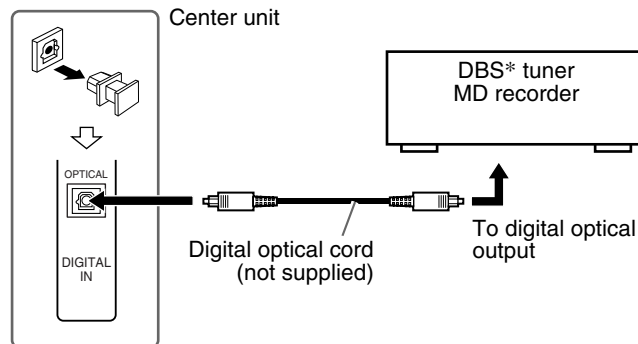 Center unit
DBS* tuner
MD recorder
OPTICAL
DIGITAL
IN
Digital optical cord
(not supplied)
To digital optical
output